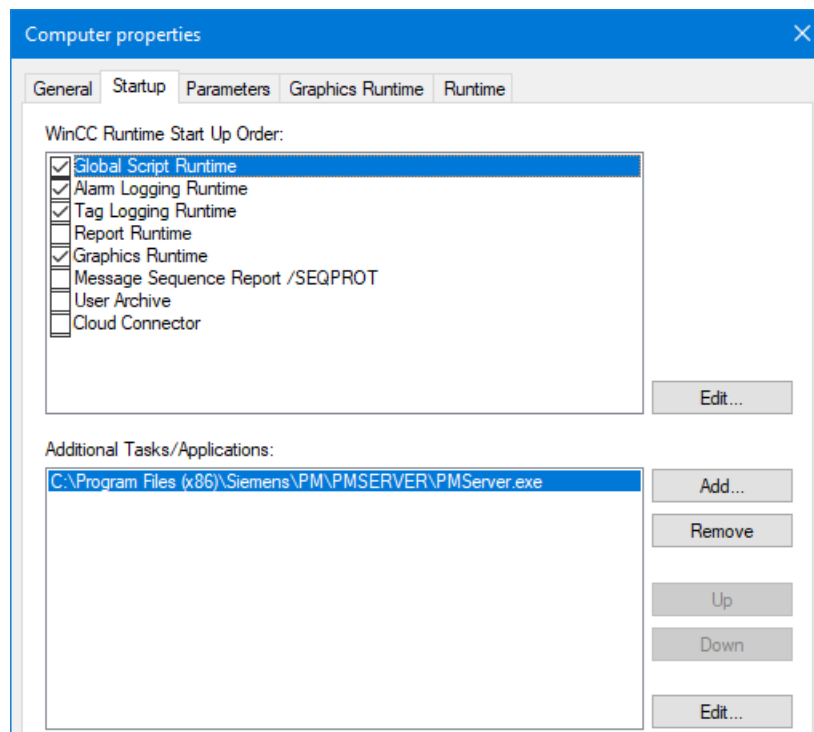 Computer properties
General Startup Parameters Graphics Runtime Runtime
WinCC Runtime Start Up Order:
Global Script Runtime
Alarm Logging Runtime
Tag Logging Runtime
Report Runtime
Graphics Runtime
Message Sequence Report /SEQPROT
User Archive
Cloud Connector
Edit...
Additional Tasks/Applications:
C:\Program Files (x86)\Siemens\PM\PMSERVER\PMServer.exe
Add...
Remove
Up
Down
Edit...